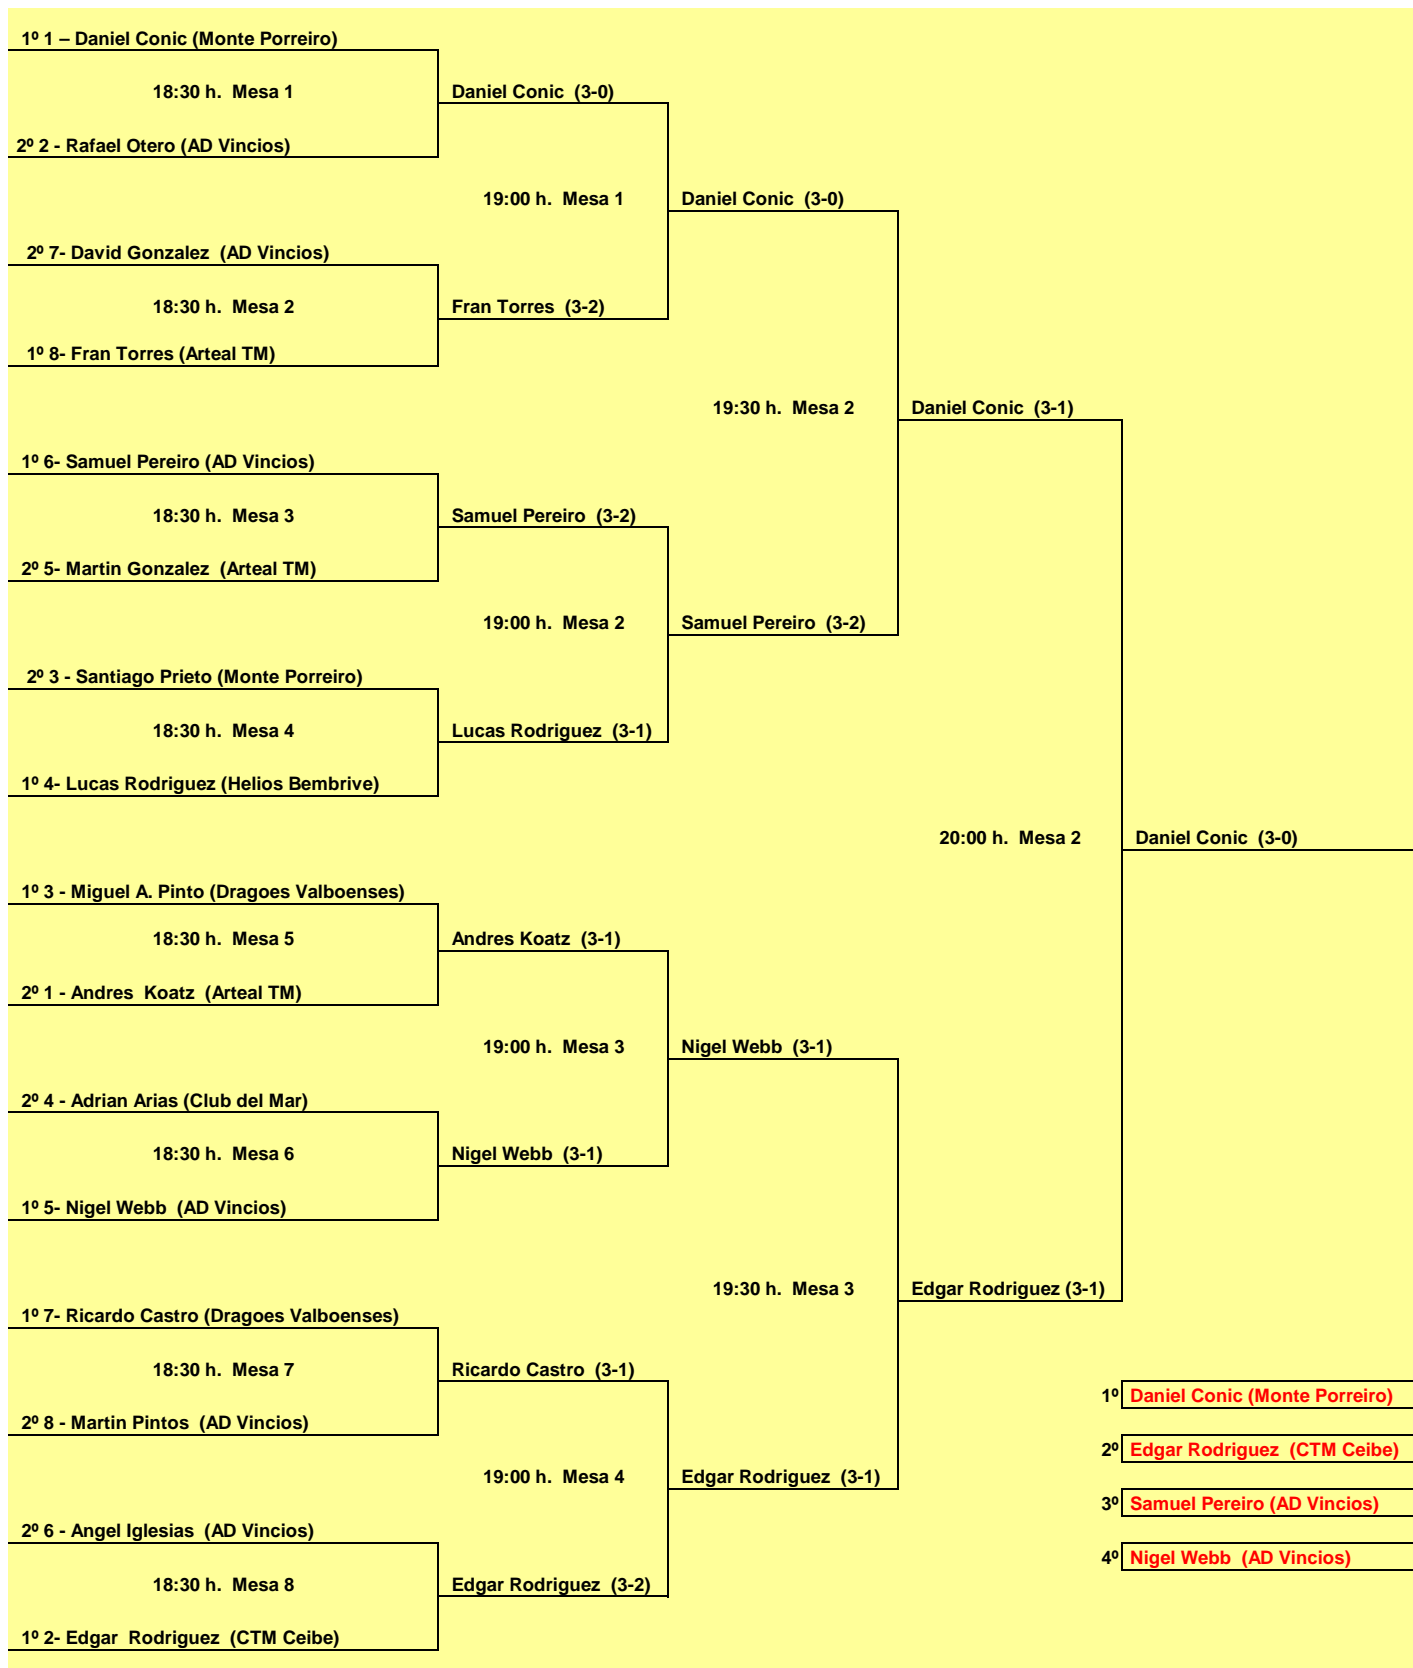 1º 1 – Daniel Conic (Monte Porreiro)
18:30 h. Mesa 1
Daniel Conic (3-0)
2º 2 - Rafael Otero (AD Vincios)
19:00 h. Mesa 1
Daniel Conic (3-0)
2º 7- David Gonzalez (AD Vincios)
18:30 h. Mesa 2
Fran Torres (3-2)
1º 8- Fran Torres (Arteal TM)
19:30 h. Mesa 2
Daniel Conic (3-1)
1º 6- Samuel Pereiro (AD Vincios)
18:30 h. Mesa 3
Samuel Pereiro (3-2)
2º 5- Martin Gonzalez (Arteal TM)
19:00 h. Mesa 2
Samuel Pereiro (3-2)
2º 3 - Santiago Prieto (Monte Porreiro)
18:30 h. Mesa 4
Lucas Rodriguez (3-1)
1º 4- Lucas Rodriguez (Helios Bembrive)
20:00 h. Mesa 2
Daniel Conic (3-0)
1º 3 - Miguel A. Pinto (Dragoes Valboenses)
18:30 h. Mesa 5
Andres Koatz (3-1)
2º 1 - Andres Koatz (Arteal TM)
19:00 h. Mesa 3
Nigel Webb (3-1)
2º 4 - Adrian Arias (Club del Mar)
18:30 h. Mesa 6
Nigel Webb (3-1)
1º 5- Nigel Webb (AD Vincios)
19:30 h. Mesa 3
Edgar Rodriguez (3-1)
1º 7- Ricardo Castro (Dragoes Valboenses)
18:30 h. Mesa 7
Ricardo Castro (3-1)
1º Daniel Conic (Monte Porreiro)
2º 8 - Martin Pintos (AD Vincios)
2º Edgar Rodriguez (CTM Ceibe)
19:00 h. Mesa 4
Edgar Rodriguez (3-1)
3º Samuel Pereiro (AD Vincios)
2º 6 - Angel Iglesias (AD Vincios)
4º Nigel Webb (AD Vincios)
18:30 h. Mesa 8
Edgar Rodriguez (3-2)
1º 2- Edgar Rodriguez (CTM Ceibe)